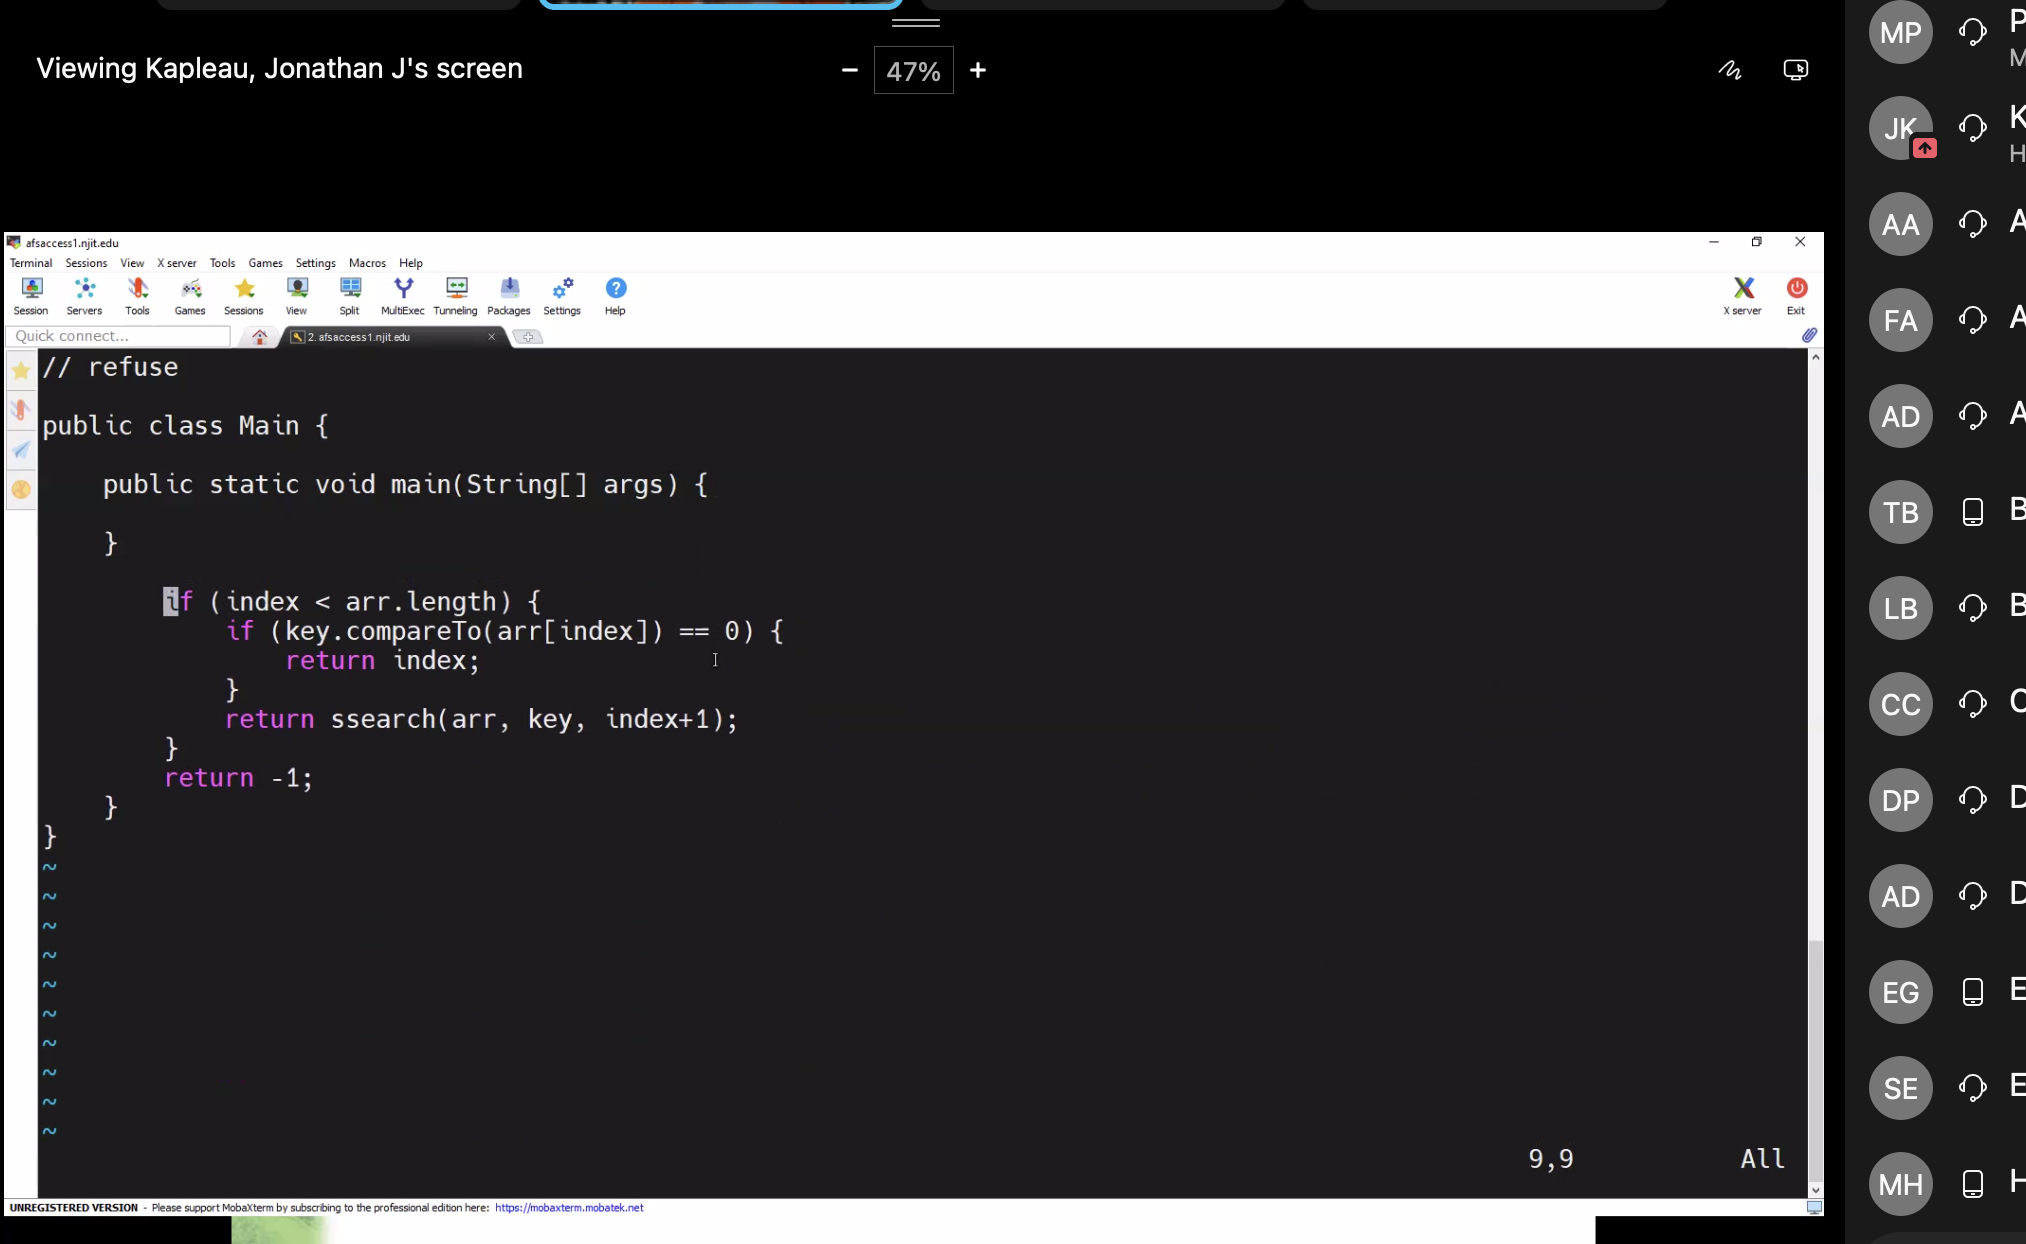 Viewing Kapleau, Jonathan J's screen
47%
afsaccess1.njit.edu
Terminal Sessions View X server Tools Games Settings Macros Help
Session Servers Tools Games Sessions View Split MultiExec Tunneling Packages Settings Help X server Exit
Quick connect...
2. afsaccess1.njit.edu
// refuse
public class Main {
public static void main(String[] args) {
}
if (index < arr.length) {
if (key.compareTo(arr[index]) == 0) {
return index;
}
return ssearch(arr, key, index+1);
}
return -1;
}
}
~
~
~
~
~
~
~
~
~
~
9,9 All
UNREGISTERED VERSION - Please support MobaXterm by subscribing to the professional edition here: https://mobaxterm.mobatek.net
MP P
M
JK K
H
AA A
FA A
AD A
TB B
LB B
CC C
DP D
AD D
EG E
SE E
MH H